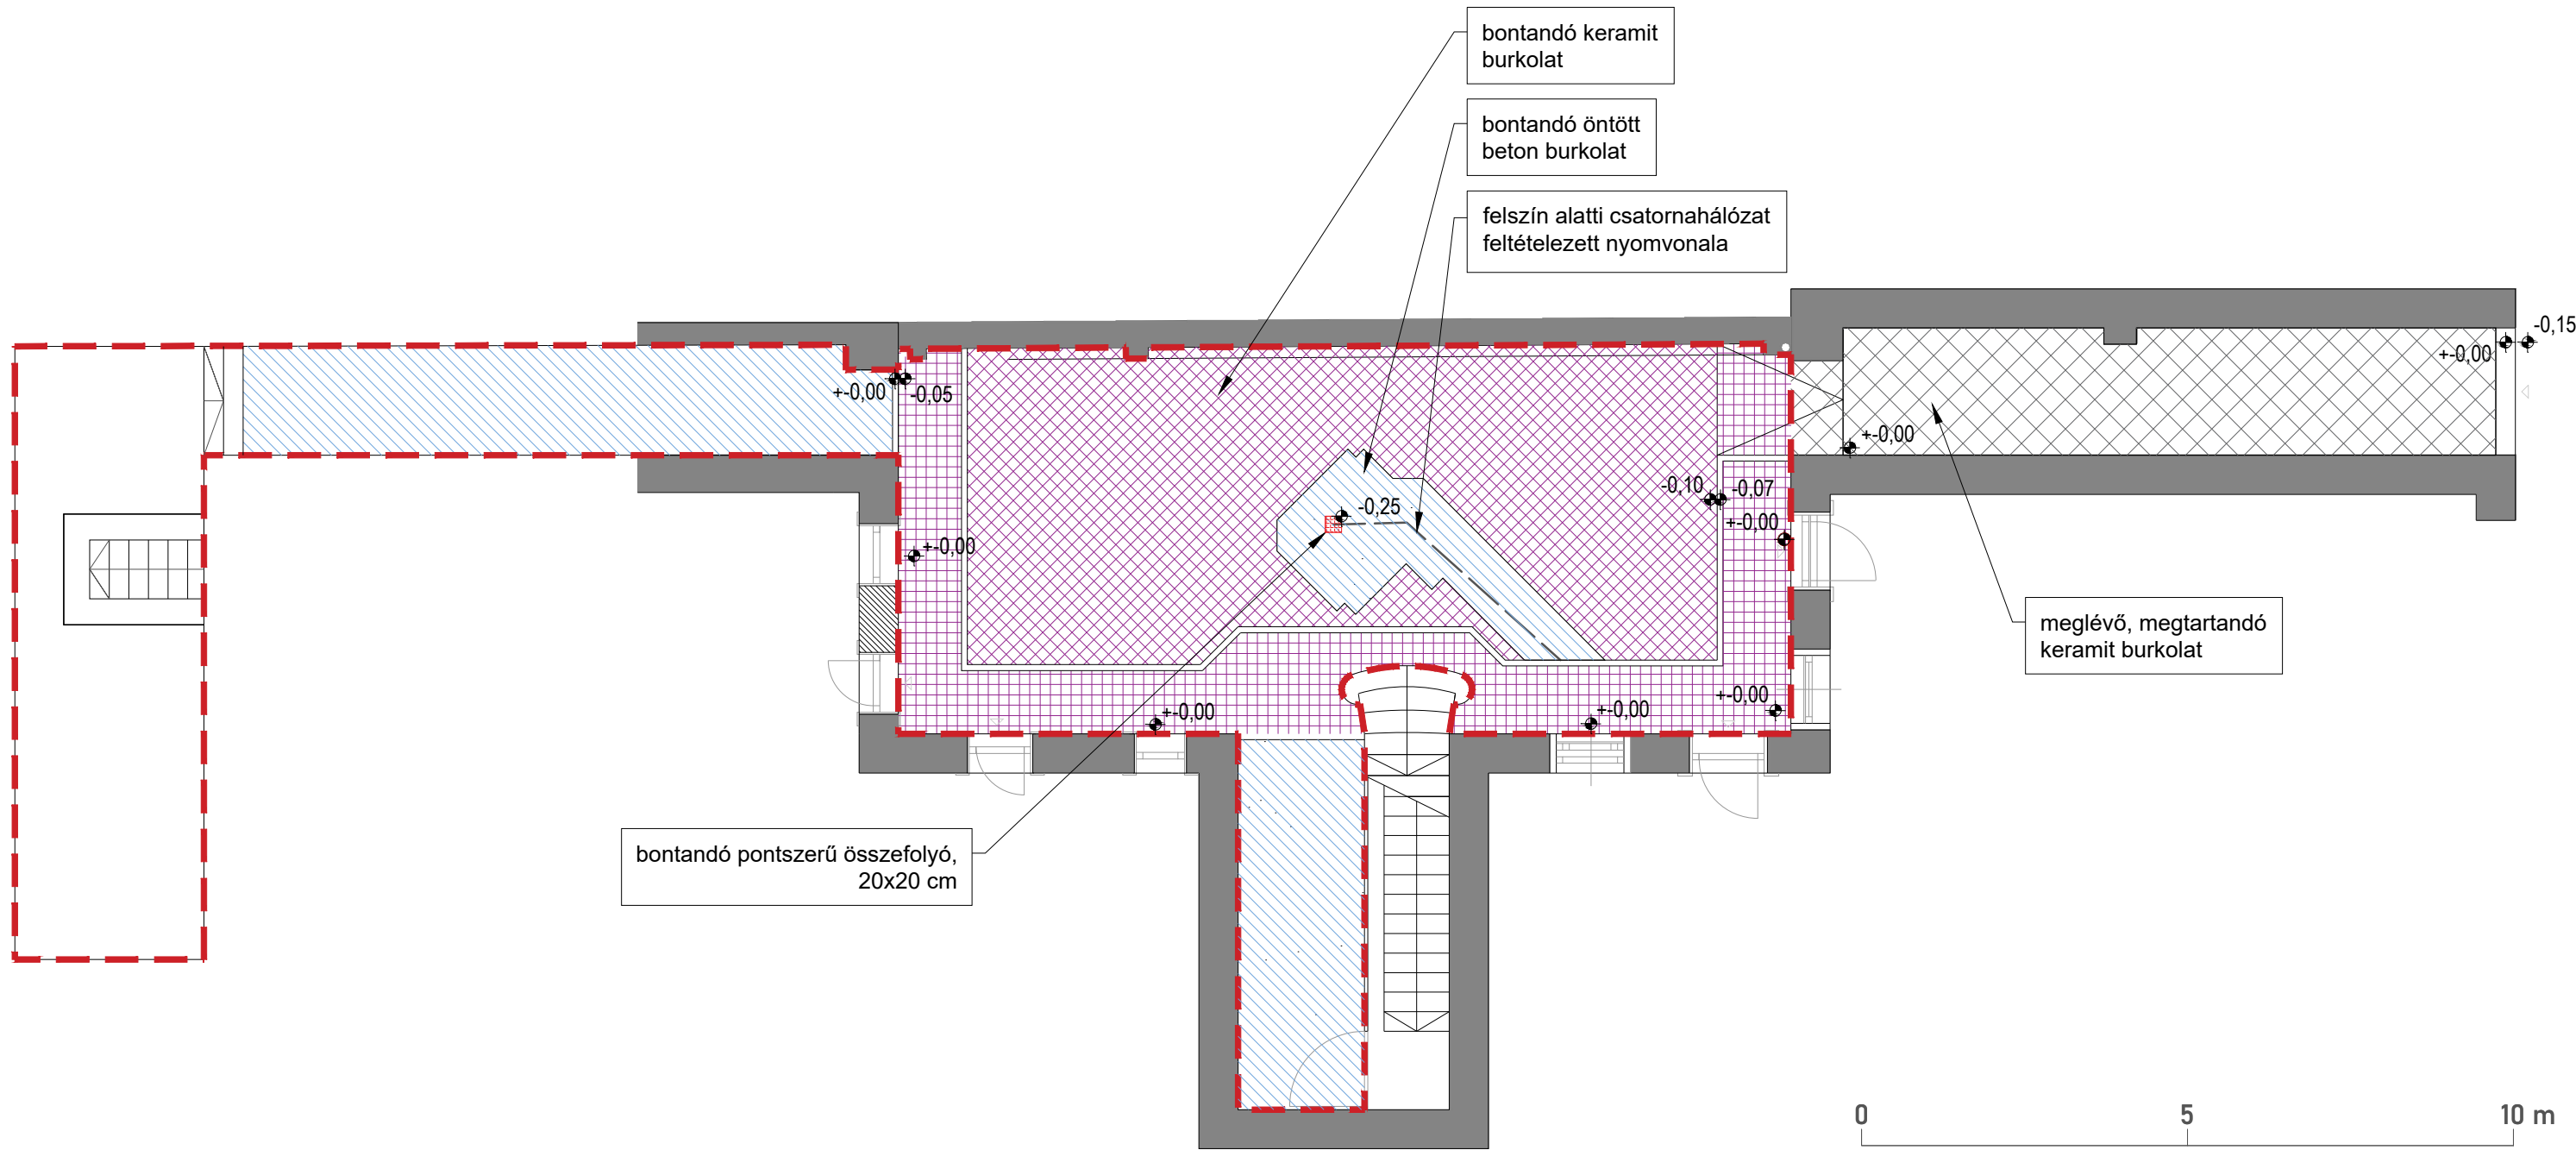 bontandó keramit
burkolat
bontandó öntött
beton burkolat
felszín alatti csatornahálózat
feltételezett nyomvonala
-0,15
+-0,00
+-0,00
-0,05
+-0,00
-0,10
-0,07
-0,25
+-0,00
+-0,00
meglévő, megtartandó
keramit burkolat
+-0,00
+-0,00
+-0,00
bontandó pontszerű összefolyó,
20x20 cm
0
5
10 m